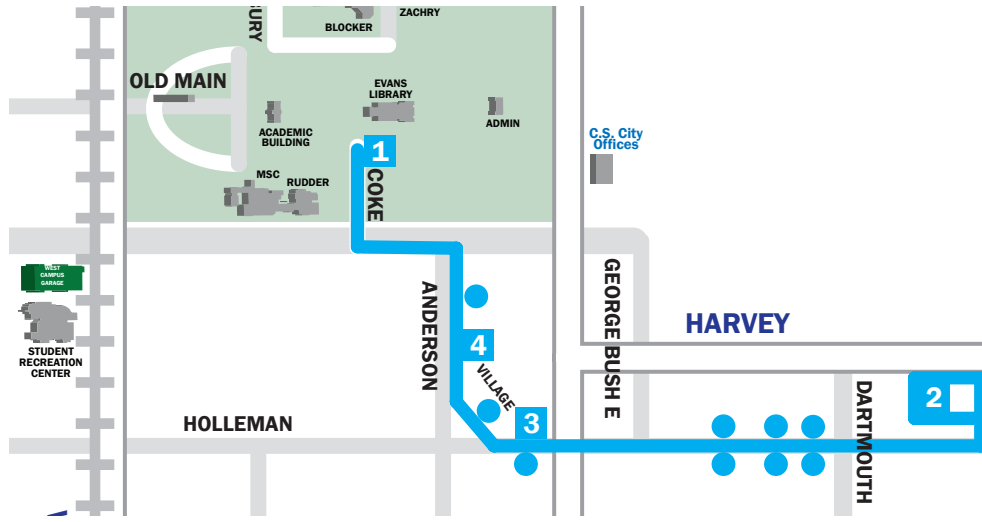 ZACHRY
BLOCKER
BURY
OLD MAIN
EVANS
LIBRARY
ACADEMIC
BUILDING
ADMIN
C.S. City
Offices
1
COKE
MSC
RUDDER
WEST
CAMPUS
GARAGE
STUDENT
RECREATION
CENTER
ANDERSON
GEORGE BUSH E
HARVEY
4
VILLAGE
3
2
DARTMOUTH
HOLLEMAN